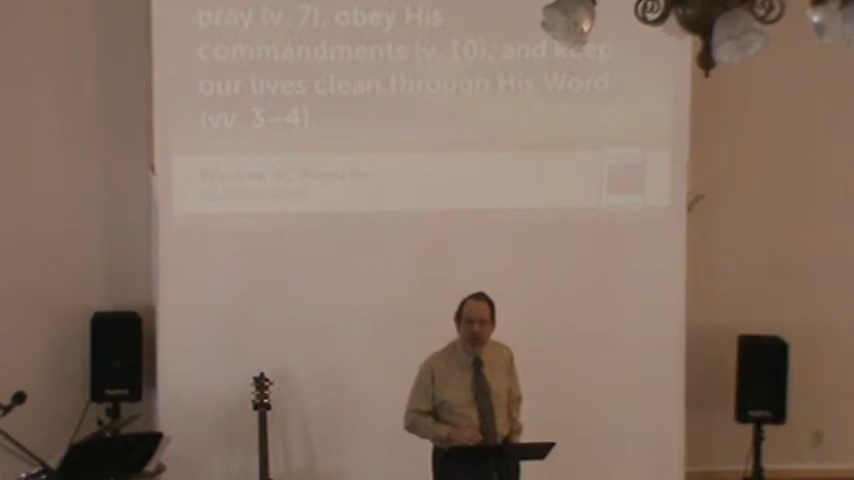 pray (v. 7), obey His
commandments (v. 10), and keep
our lives clean through His Word
(vv. 3–4).